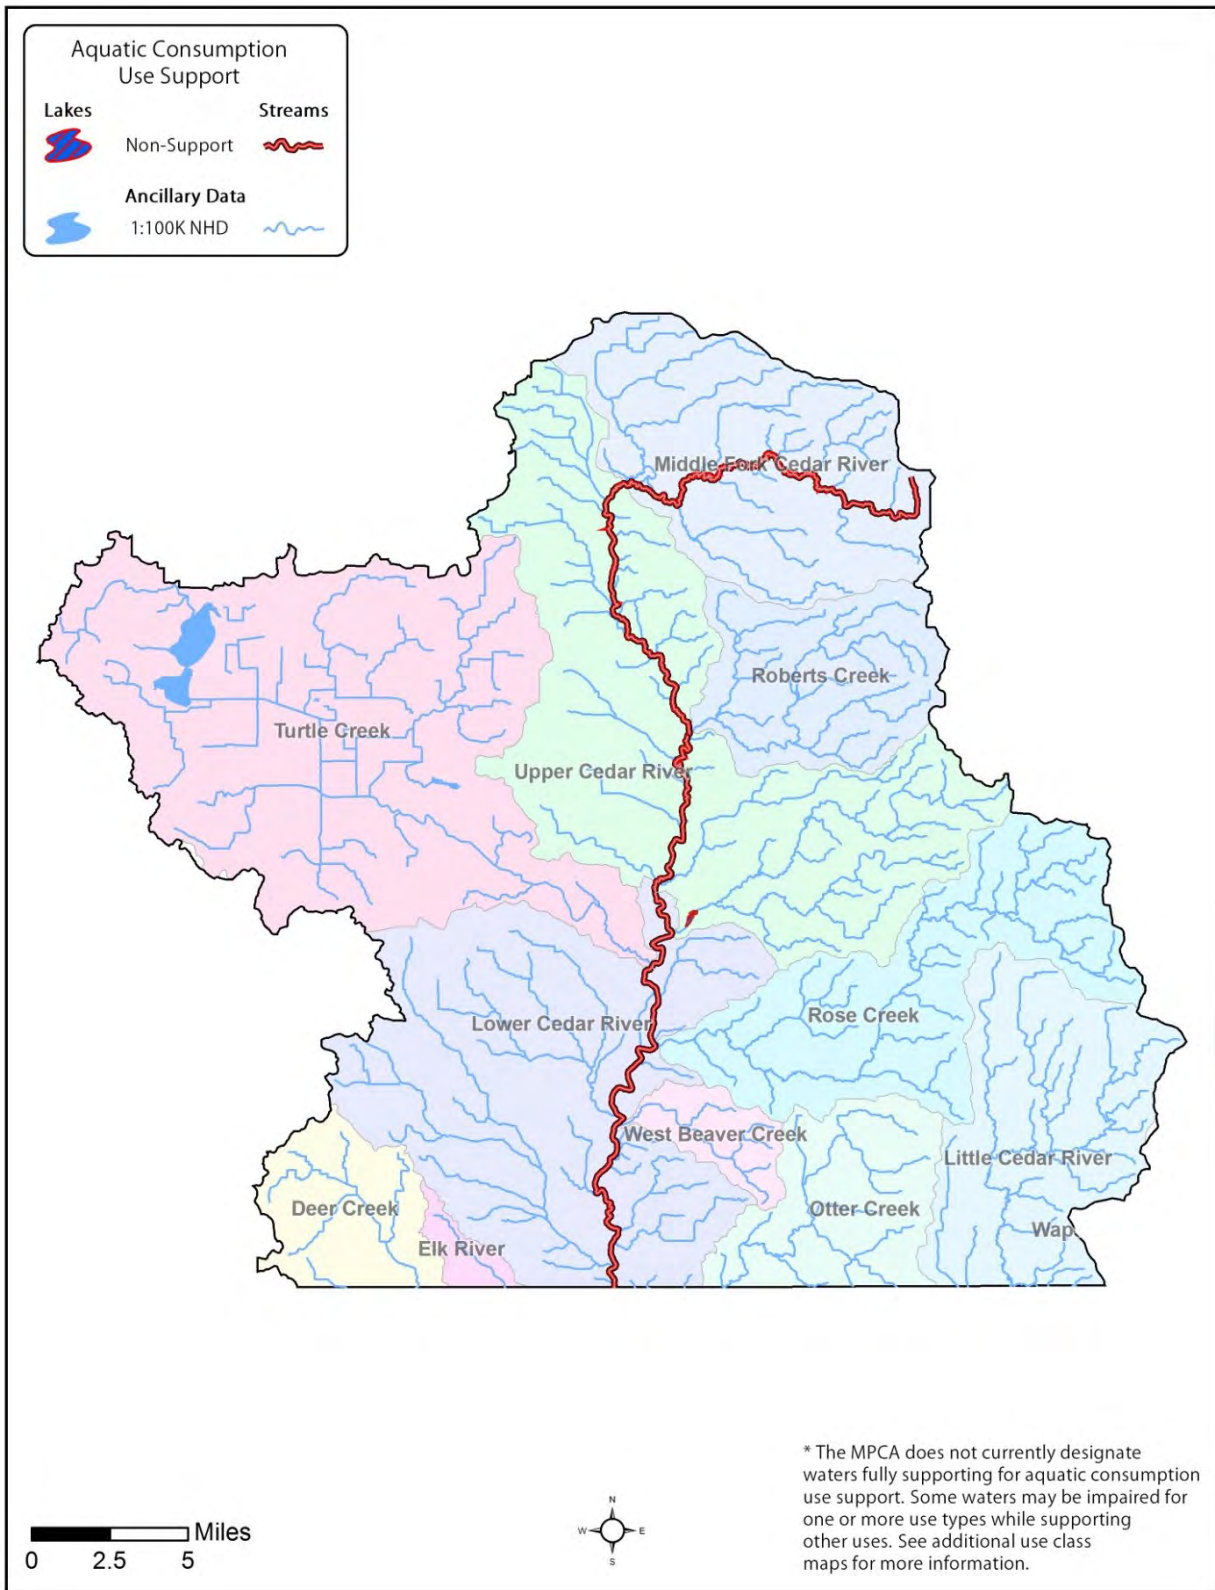 Aquatic Consumption
Use Support
Lakes
Streams
Non-Support
Ancillary Data
1:100K NHD
Middle Fork Cedar River
Roberts Creek
Turtle Creek
Upper Cedar River
Lower Cedar River
Rose Creek
West Beaver Creek
Little Cedar River
Deer Creek
Otter Creek
Wap
Elk River
* The MPCA does not currently designate
waters fully supporting for aquatic consumption
use support. Some waters may be impaired for
one or more use types while supporting
other uses. See additional use class
maps for more information.
Miles
0 2.5 5
N
W E
S